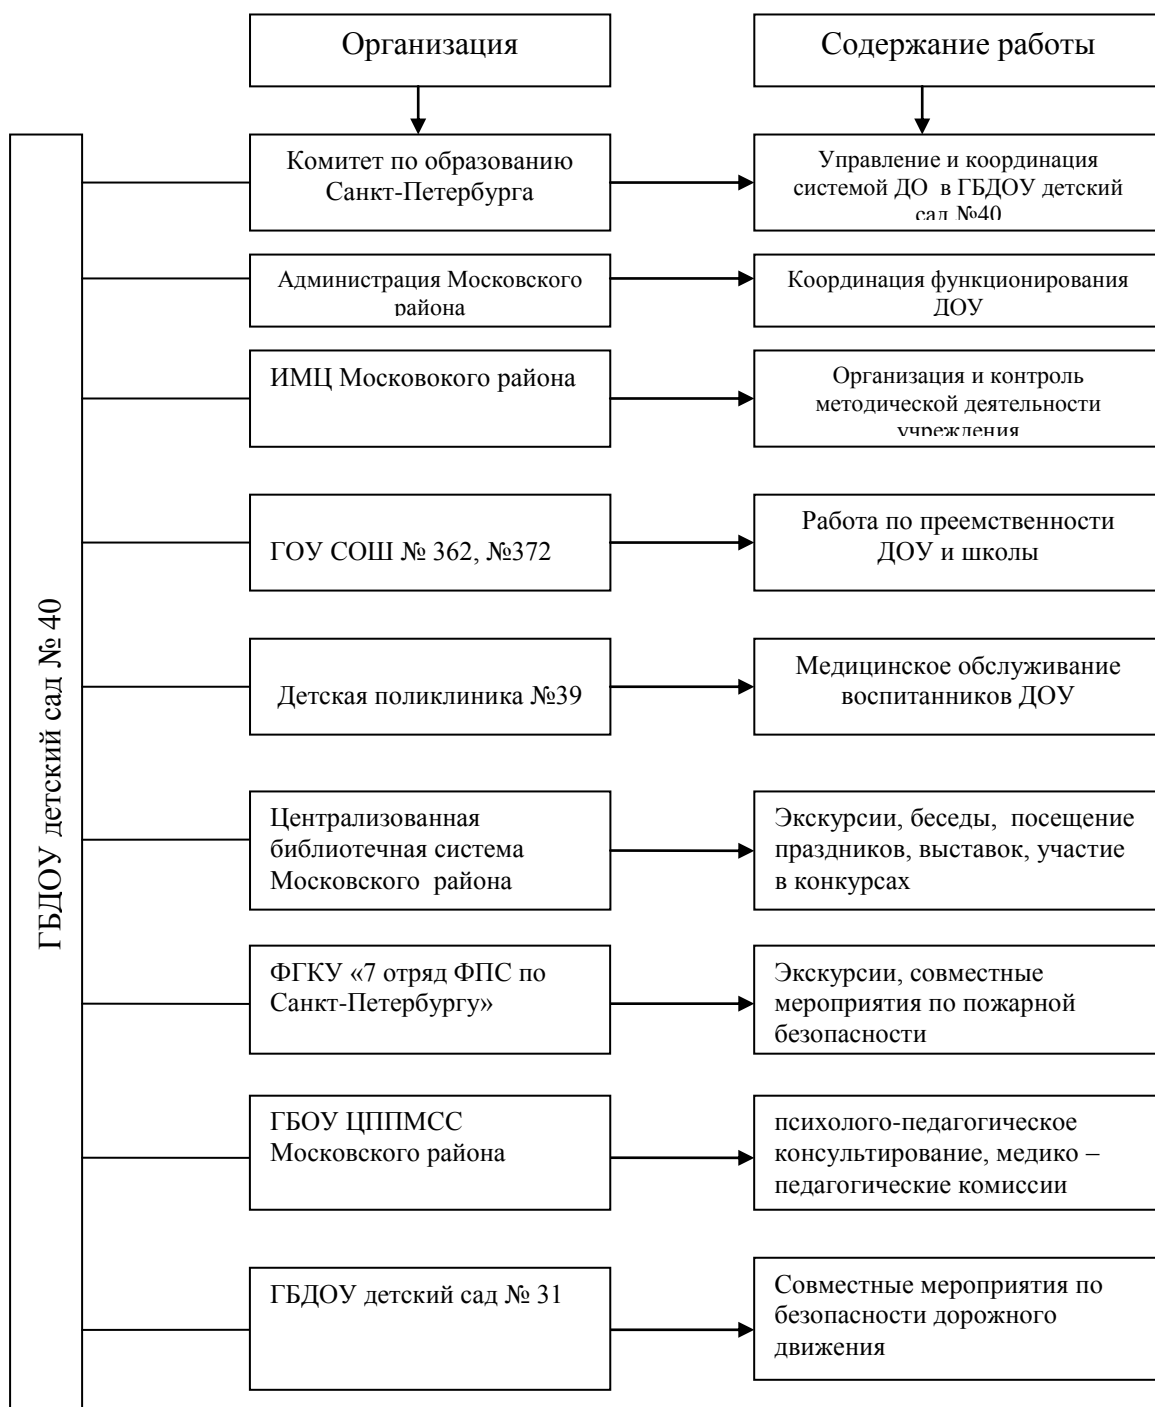 Организация
Содержание работы
ГБДОУ детский сад № 40
Комитет по образованию
Санкт-Петербурга
Управление и координация
системой ДО в ГБДОУ детский
сад №40
Администрация Московского
района
Координация функционирования
ДОУ
ИМЦ Московокого района
Организация и контроль
методической деятельности
учреждения
ГОУ СОШ № 362, №372
Работа по преемственности
ДОУ и школы
Детская поликлиника №39
Медицинское обслуживание
воспитанников ДОУ
Централизованная
библиотечная система
Московского района
Экскурсии, беседы, посещение
праздников, выставок, участие
в конкурсах
ФГКУ «7 отряд ФПС по
Санкт-Петербургу»
Экскурсии, совместные
мероприятия по пожарной
безопасности
ГБОУ ЦППМСС
Московского района
психолого-педагогическое
консультирование, медико –
педагогические комиссии
ГБДОУ детский сад № 31
Совместные мероприятия по
безопасности дорожного
движения